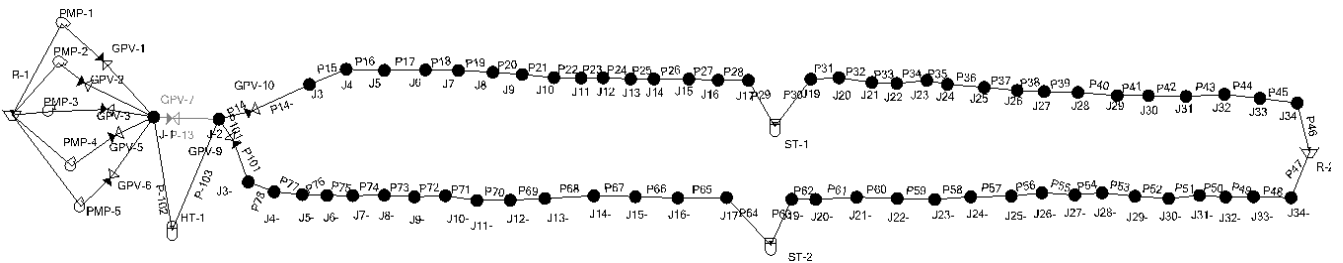 PMP-1
GPV-1
PMP-2
R-1
GPV-2
PMP-3
GPV-3
PMP-4
GPV-5
GPV-6
PMP-5
GPV-7
J-1
P-13
J-2
P-102
P-103
HT-1
P14
GPV-10
P14-
P101
GPV-9
P101
P15 P16 P17 P18 P19 P20 P21 P22 P23 P24 P25 P26 P27 P28 P29 P30 P31 P32 P33 P34 P35 P36 P37 P38 P39 P40 P41 P42 P43 P44 P45 P46
J3 J4 J5 J6 J7 J8 J9 J10 J11 J12 J13 J14 J15 J16 J17 J19 J20 J21 J22 J23 J24 J25 J26 J27 J28 J29 J30 J31 J32 J33 J34
ST-1
R-2
P47
P78 P77 P76 P75 P74 P73 P72 P71 P70 P69 P68 P67 P66 P65 P64 P62 P61 P60 P59 P58 P57 P56 P55 P54 P53 P52 P51 P50 P49 P48
J3- J4- J5- J6- J7- J8- J9- J10- J11- J12- J13- J14- J15- J16- J17- J19- J20- J21- J22- J23- J24- J25- J26- J27- J28- J29- J30- J31- J32- J33- J34-
ST-2